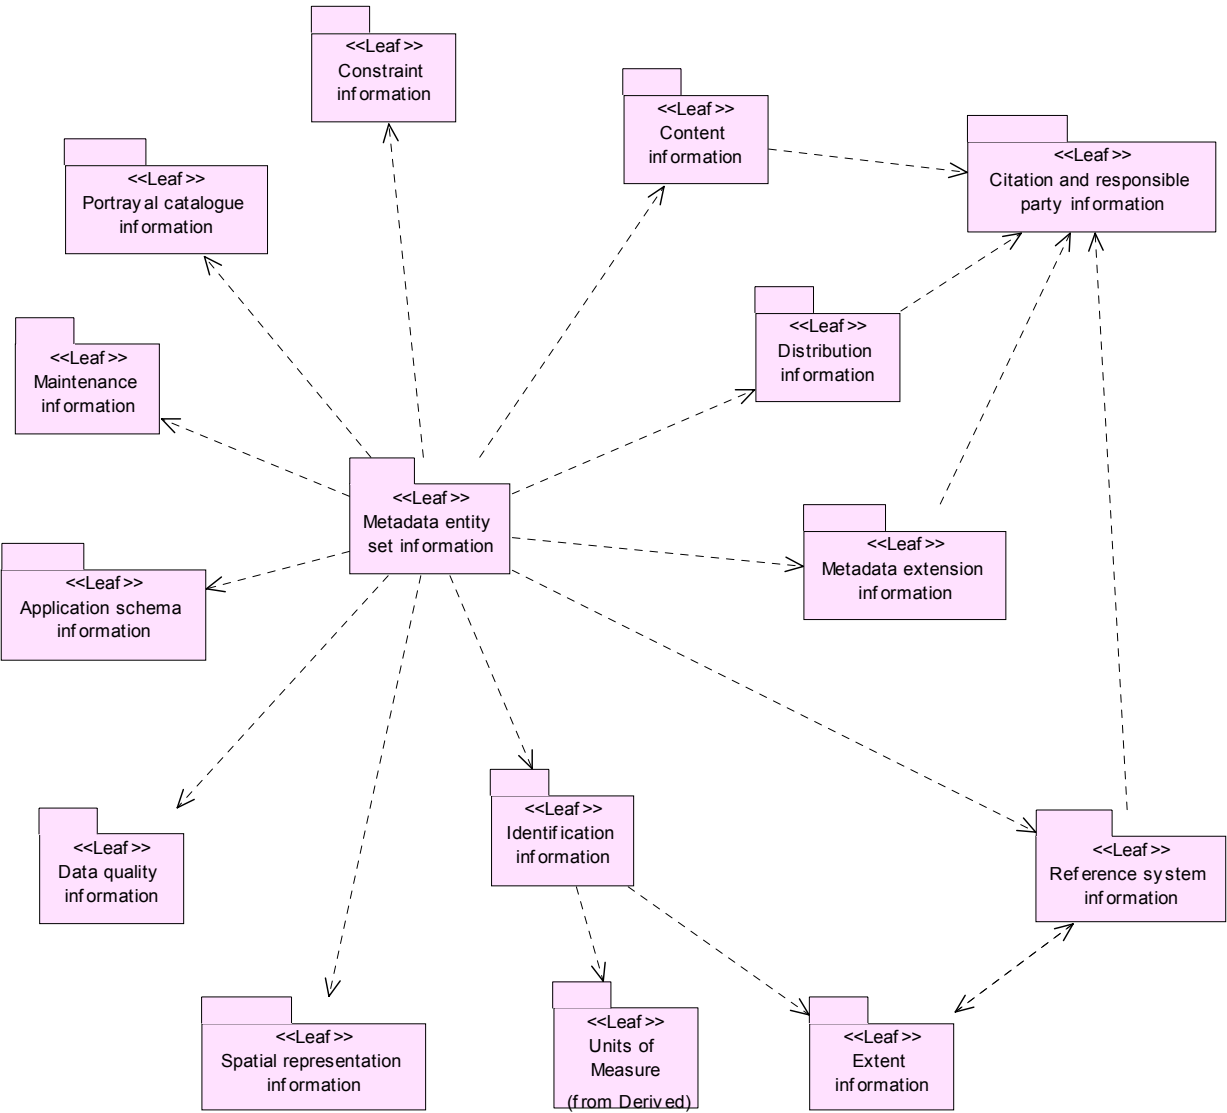 <<Leaf>>
Constraint
information
<<Leaf>>
Content
information
<<Leaf>>
Citation and responsible
party information
<<Leaf>>
Portrayal catalogue
information
<<Leaf>>
Distribution
information
<<Leaf>>
Maintenance
information
<<Leaf>>
Metadata entity
set information
<<Leaf>>
Metadata extension
information
<<Leaf>>
Application schema
information
<<Leaf>>
Data quality
information
<<Leaf>>
Identification
information
<<Leaf>>
Reference system
information
<<Leaf>>
Spatial representation
information
<<Leaf>>
Units of
Measure
(from Derived)
<<Leaf>>
Extent
information